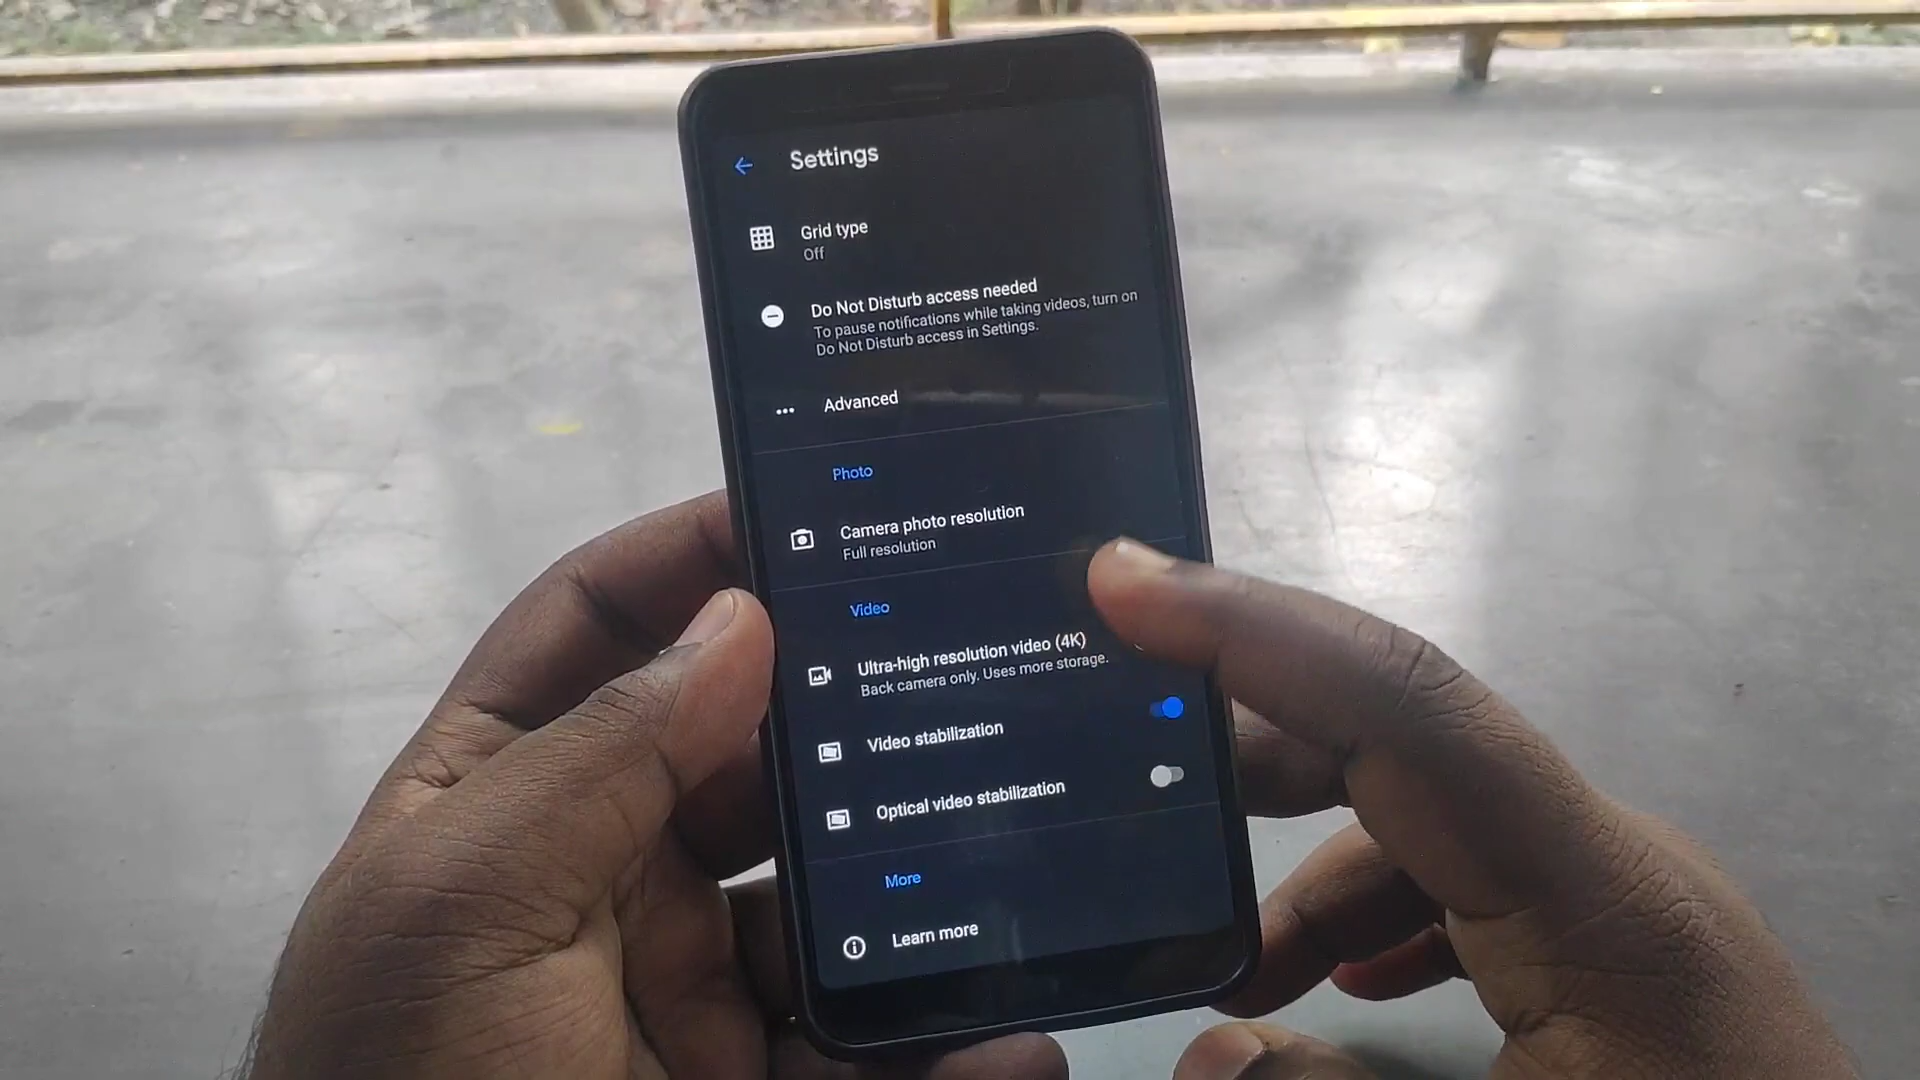 Settings
Grid type
Off
Do Not Disturb access needed
To pause notifications while taking videos, turn on
Do Not Disturb access in Settings.
Advanced
Photo
Camera photo resolution
Full resolution
Video
Ultra-high resolution video (4K)
Back camera only. Uses more storage.
Video stabilization
Optical video stabilization
More
Learn more